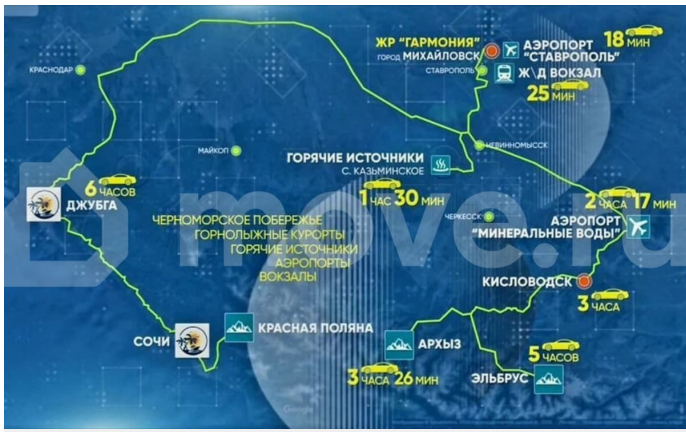 18 МИН
ЖР "ГАРМОНИЯ"
ГОРОД МИХАЙЛОВСК
АЭРОПОРТ
"СТАВРОПОЛЬ"
СТАВРОПОЛЬ
Ж\Д ВОКЗАЛ
25 МИН
КРАСНОДАР
НЕВИННОМЫССК
МАЙКОП
ГОРЯЧИЕ ИСТОЧНИКИ
С. КАЗЬМИНСКОЕ
1 ЧАС 30 МИН
6 ЧАСОВ
ДЖУБГА
2 ЧАСА 17 МИН
ЧЕРКЕССК
АЭРОПОРТ
"МИНЕРАЛЬНЫЕ ВОДЫ"
ЧЕРНОМОРСКОЕ ПОБЕРЕЖЬЕ
ГОРНОЛЫЖНЫЕ КУРОРТЫ
ГОРЯЧИЕ ИСТОЧНИКИ
АЭРОПОРТЫ
ВОКЗАЛЫ
move.ru
КИСЛОВОДСК
3 ЧАСА
СОЧИ
КРАСНАЯ ПОЛЯНА
АРХЫЗ
3 ЧАСА 26 МИН
5 ЧАСОВ
ЭЛЬБРУС
Google